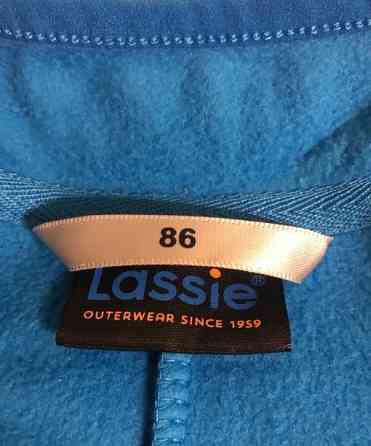 86
Lassie®
OUTERWEAR SINCE 1959